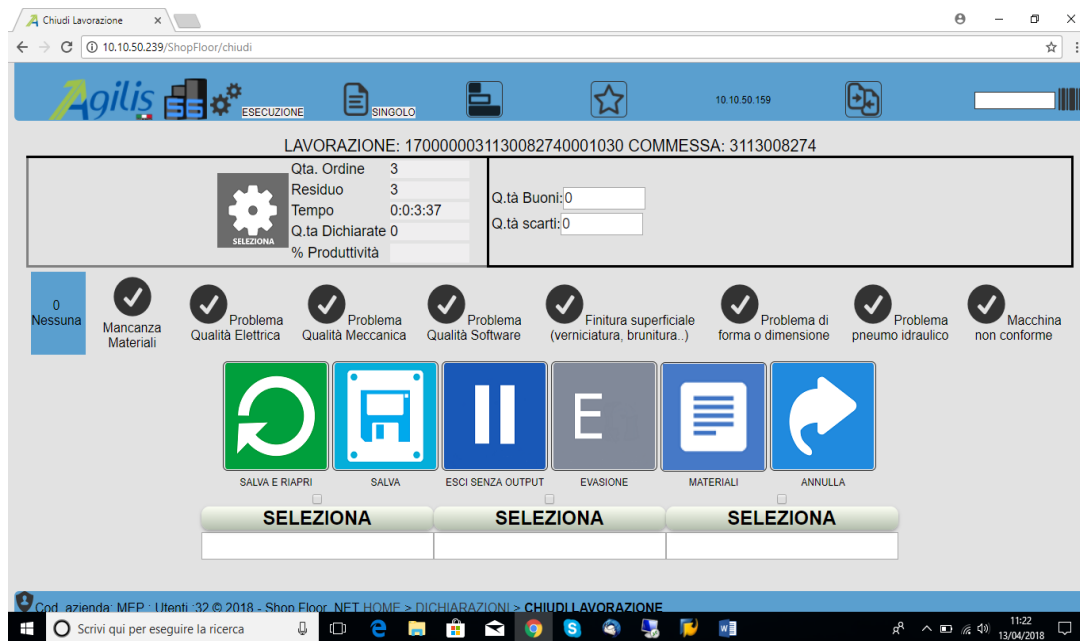 Chiudi Lavorazione
10.10.50.239/ShopFloor/chiudi
Agilis
ESECUZIONE
SINGOLO
10.10.50.159
LAVORAZIONE: 17000000311300827400010​30 COMMESSA: 3113008274
SELEZIONA
Qta. Ordine 3
Residuo 3
Tempo 0:0:3:37
Q.ta Dichiarate 0
% Produttività
Q.tà Buoni: 0
Q.tà scarti: 0
0
Nessuna
Mancanza
Materiali
Problema
Qualità Elettrica
Problema
Qualità Meccanica
Problema
Qualità Software
Finitura superficiale
(verniciatura, brunitura..)
Problema di
forma o dimensione
Problema
pneumo idraulico
Macchina
non conforme
E
SALVA E RIAPRI
SALVA
ESCI SENZA OUTPUT
EVASIONE
MATERIALI
ANNULLA
SELEZIONA SELEZIONA SELEZIONA
Cod. azienda: MEP : Utenti :32 © 2018 - Shop Floor .NET HOME > DICHIARAZIONI > CHIUDI LAVORAZIONE
Scrivi qui per eseguire la ricerca
11:22
13/04/2018